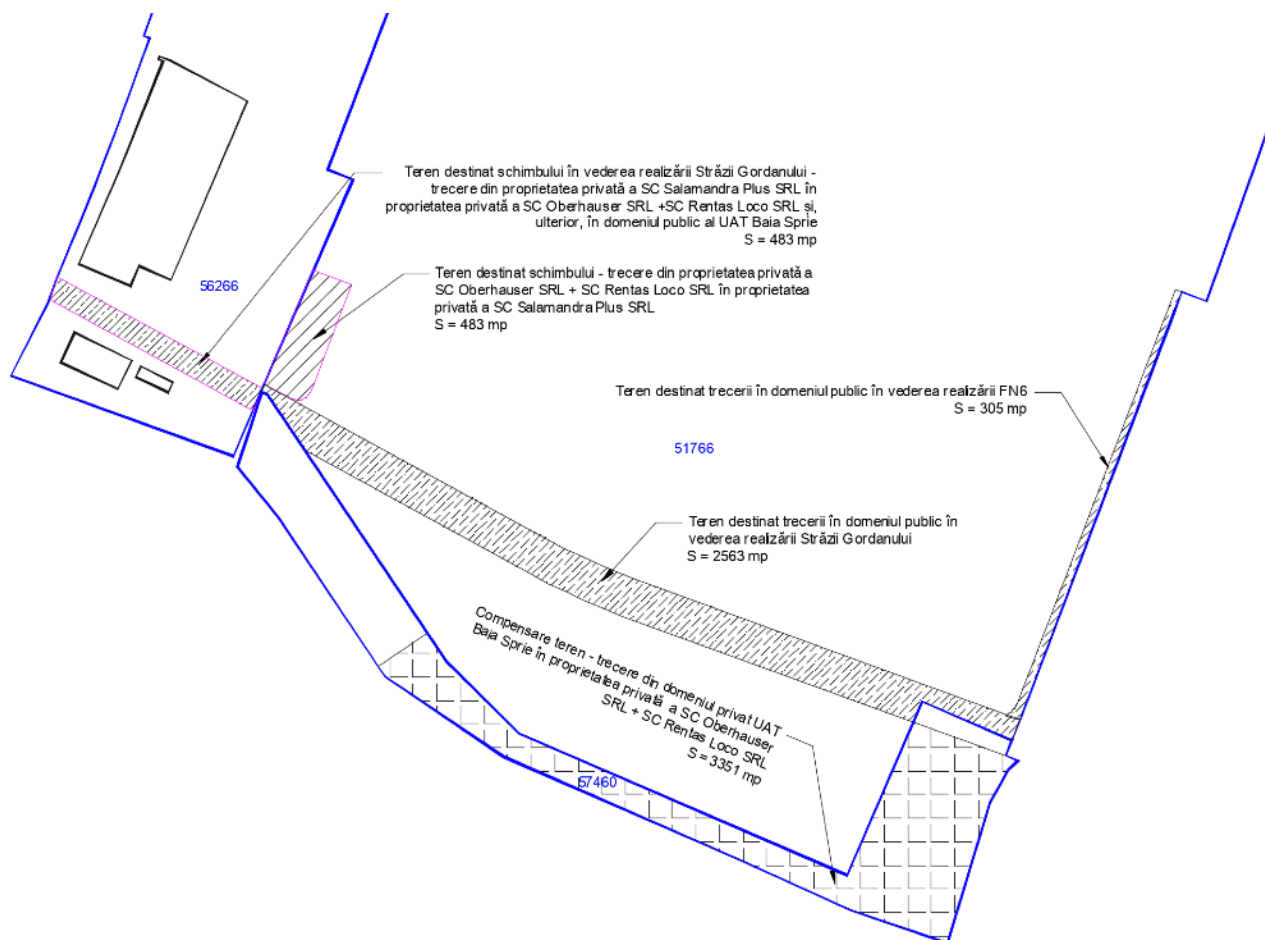 Teren destinat schimbului în vederea realizării Străzii Gordanului -
trecere din proprietatea privată a SC Salamandra Plus SRL în
proprietatea privată a SC Oberhauser SRL +SC Rentas Loco SRL și,
ulterior, în domeniul public al UAT Baia Sprie
S = 483 mp
Teren destinat schimbului - trecere din proprietatea privată a
SC Oberhauser SRL + SC Rentas Loco SRL în proprietatea
privată a SC Salamandra Plus SRL
S = 483 mp
56266
Teren destinat trecerii în domeniul public în vederea realizării FN6
S = 305 mp
51766
Teren destinat trecerii în domeniul public în
vederea realizării Străzii Gordanului
S = 2563 mp
Compensare teren - trecere din domeniul privat UAT
Baia Sprie în proprietatea privată a SC Oberhauser
SRL + SC Rentas Loco SRL
S = 3351 mp
57460